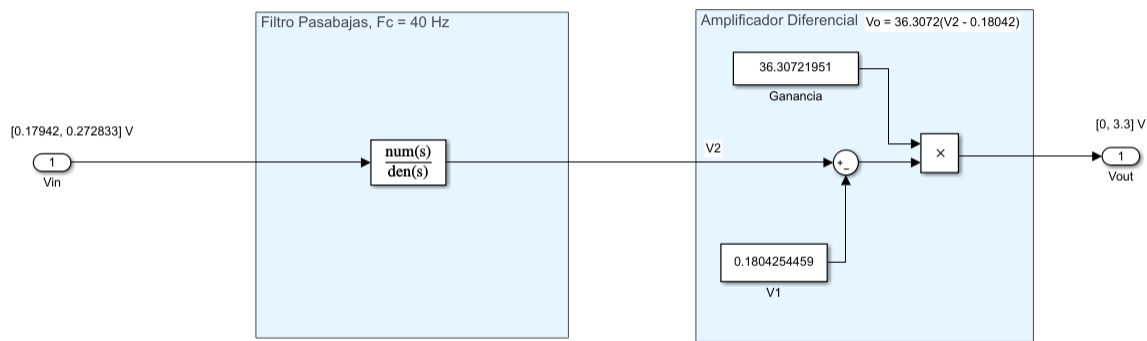 Filtro Pasabajas, Fc = 40 Hz
Amplificador Diferencial Vo = 36.3072(V2 - 0.18042)
36.30721951
Ganancia
[0.17942, 0.272833] V
1
Vin
num(s)
den(s)
V2
+
-
×
[0, 3.3] V
1
Vout
0.1804254459
V1